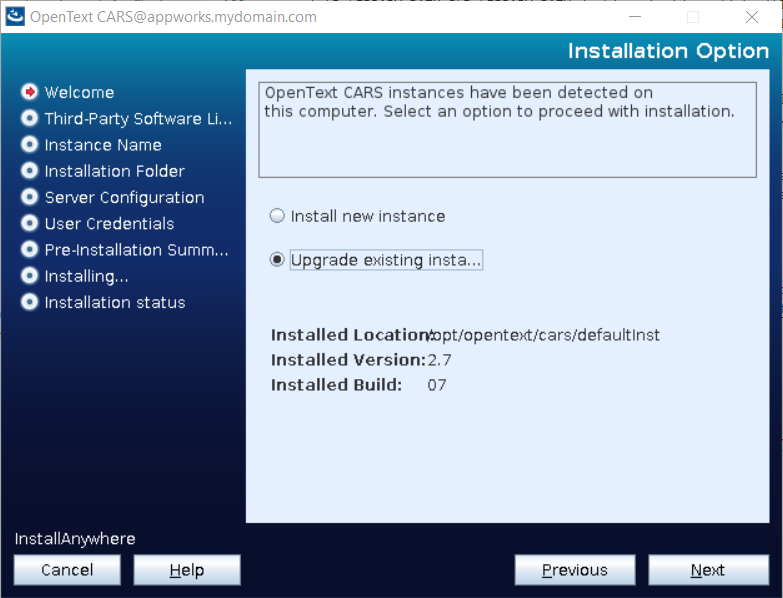 OpenText CARS@appworks.mydomain.com
Installation Option
Welcome
Third-Party Software Li...
Instance Name
Installation Folder
Server Configuration
User Credentials
Pre-Installation Summ...
Installing...
Installation status
OpenText CARS instances have been detected on
this computer. Select an option to proceed with installation.
Install new instance
Upgrade existing insta...
Installed Location: /opt/opentext/cars/defaultInst
Installed Version: 2.7
Installed Build: 07
InstallAnywhere
Cancel Help Previous Next